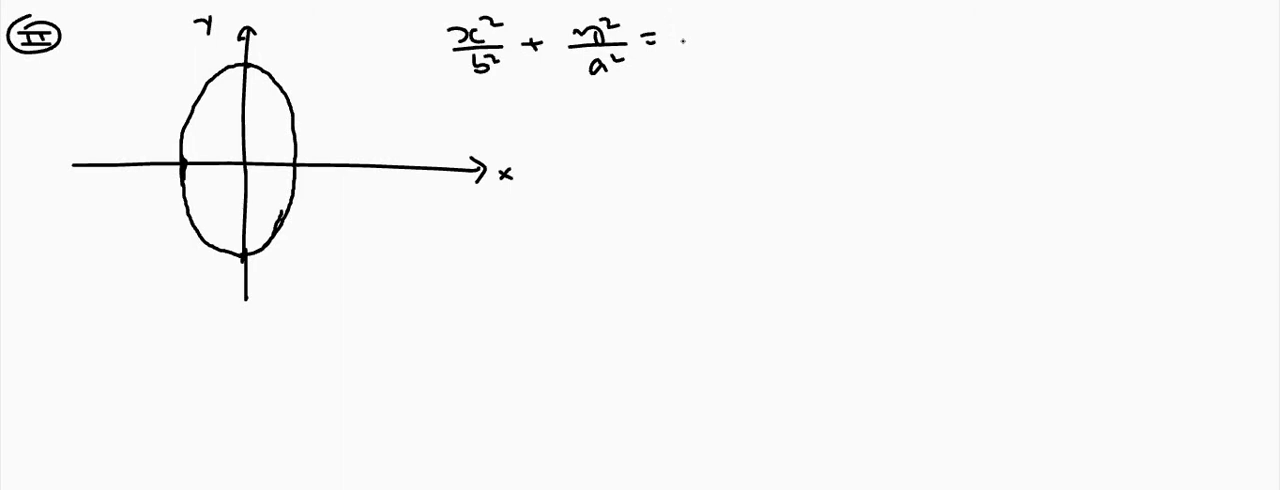 II
Y
x²/b² + y²/a² =
x